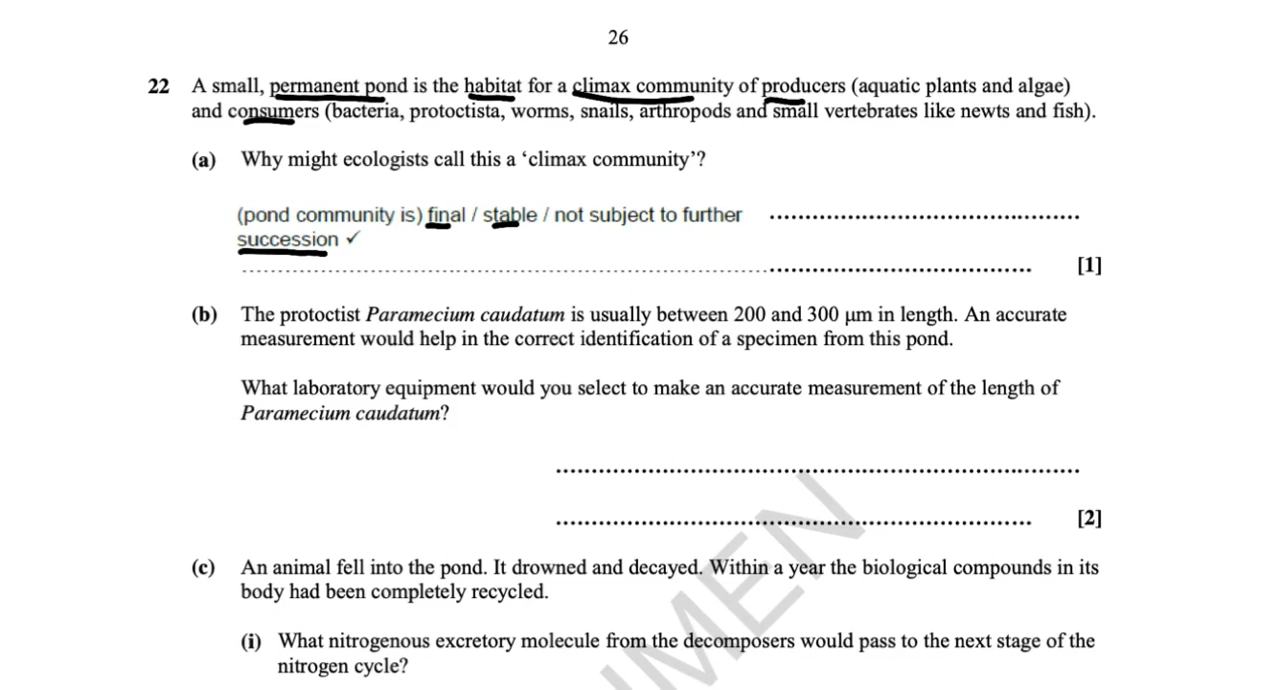 26
22 A small, permanent pond is the habitat for a climax community of producers (aquatic plants and algae)
and consumers (bacteria, protoctista, worms, snails, arthropods and small vertebrates like newts and fish).
(a) Why might ecologists call this a ‘climax community’?
(pond community is) final / stable / not subject to further
succession ✓
[1]
(b) The protoctist Paramecium caudatum is usually between 200 and 300 μm in length. An accurate
measurement would help in the correct identification of a specimen from this pond.
What laboratory equipment would you select to make an accurate measurement of the length of
Paramecium caudatum?
[2]
(c) An animal fell into the pond. It drowned and decayed. Within a year the biological compounds in its
body had been completely recycled.
(i) What nitrogenous excretory molecule from the decomposers would pass to the next stage of the
nitrogen cycle?
IMEN